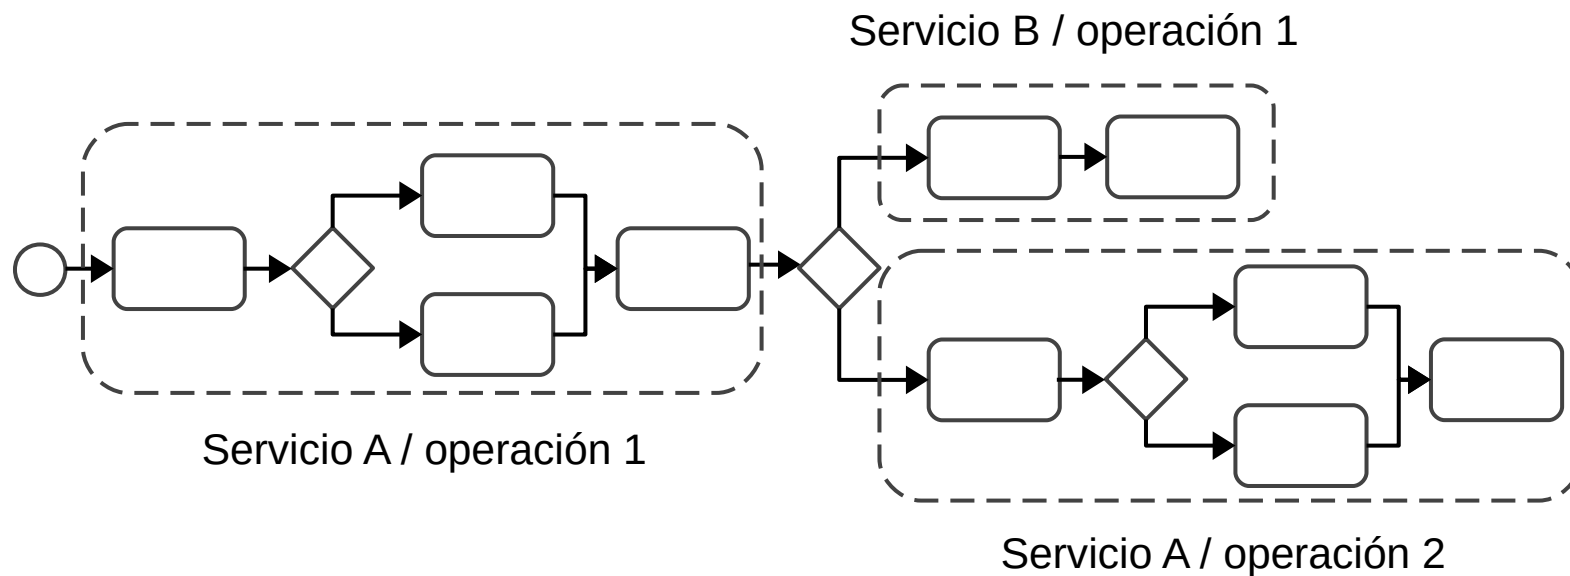 Servicio B / operación 1
Servicio A / operación 1
Servicio A / operación 2